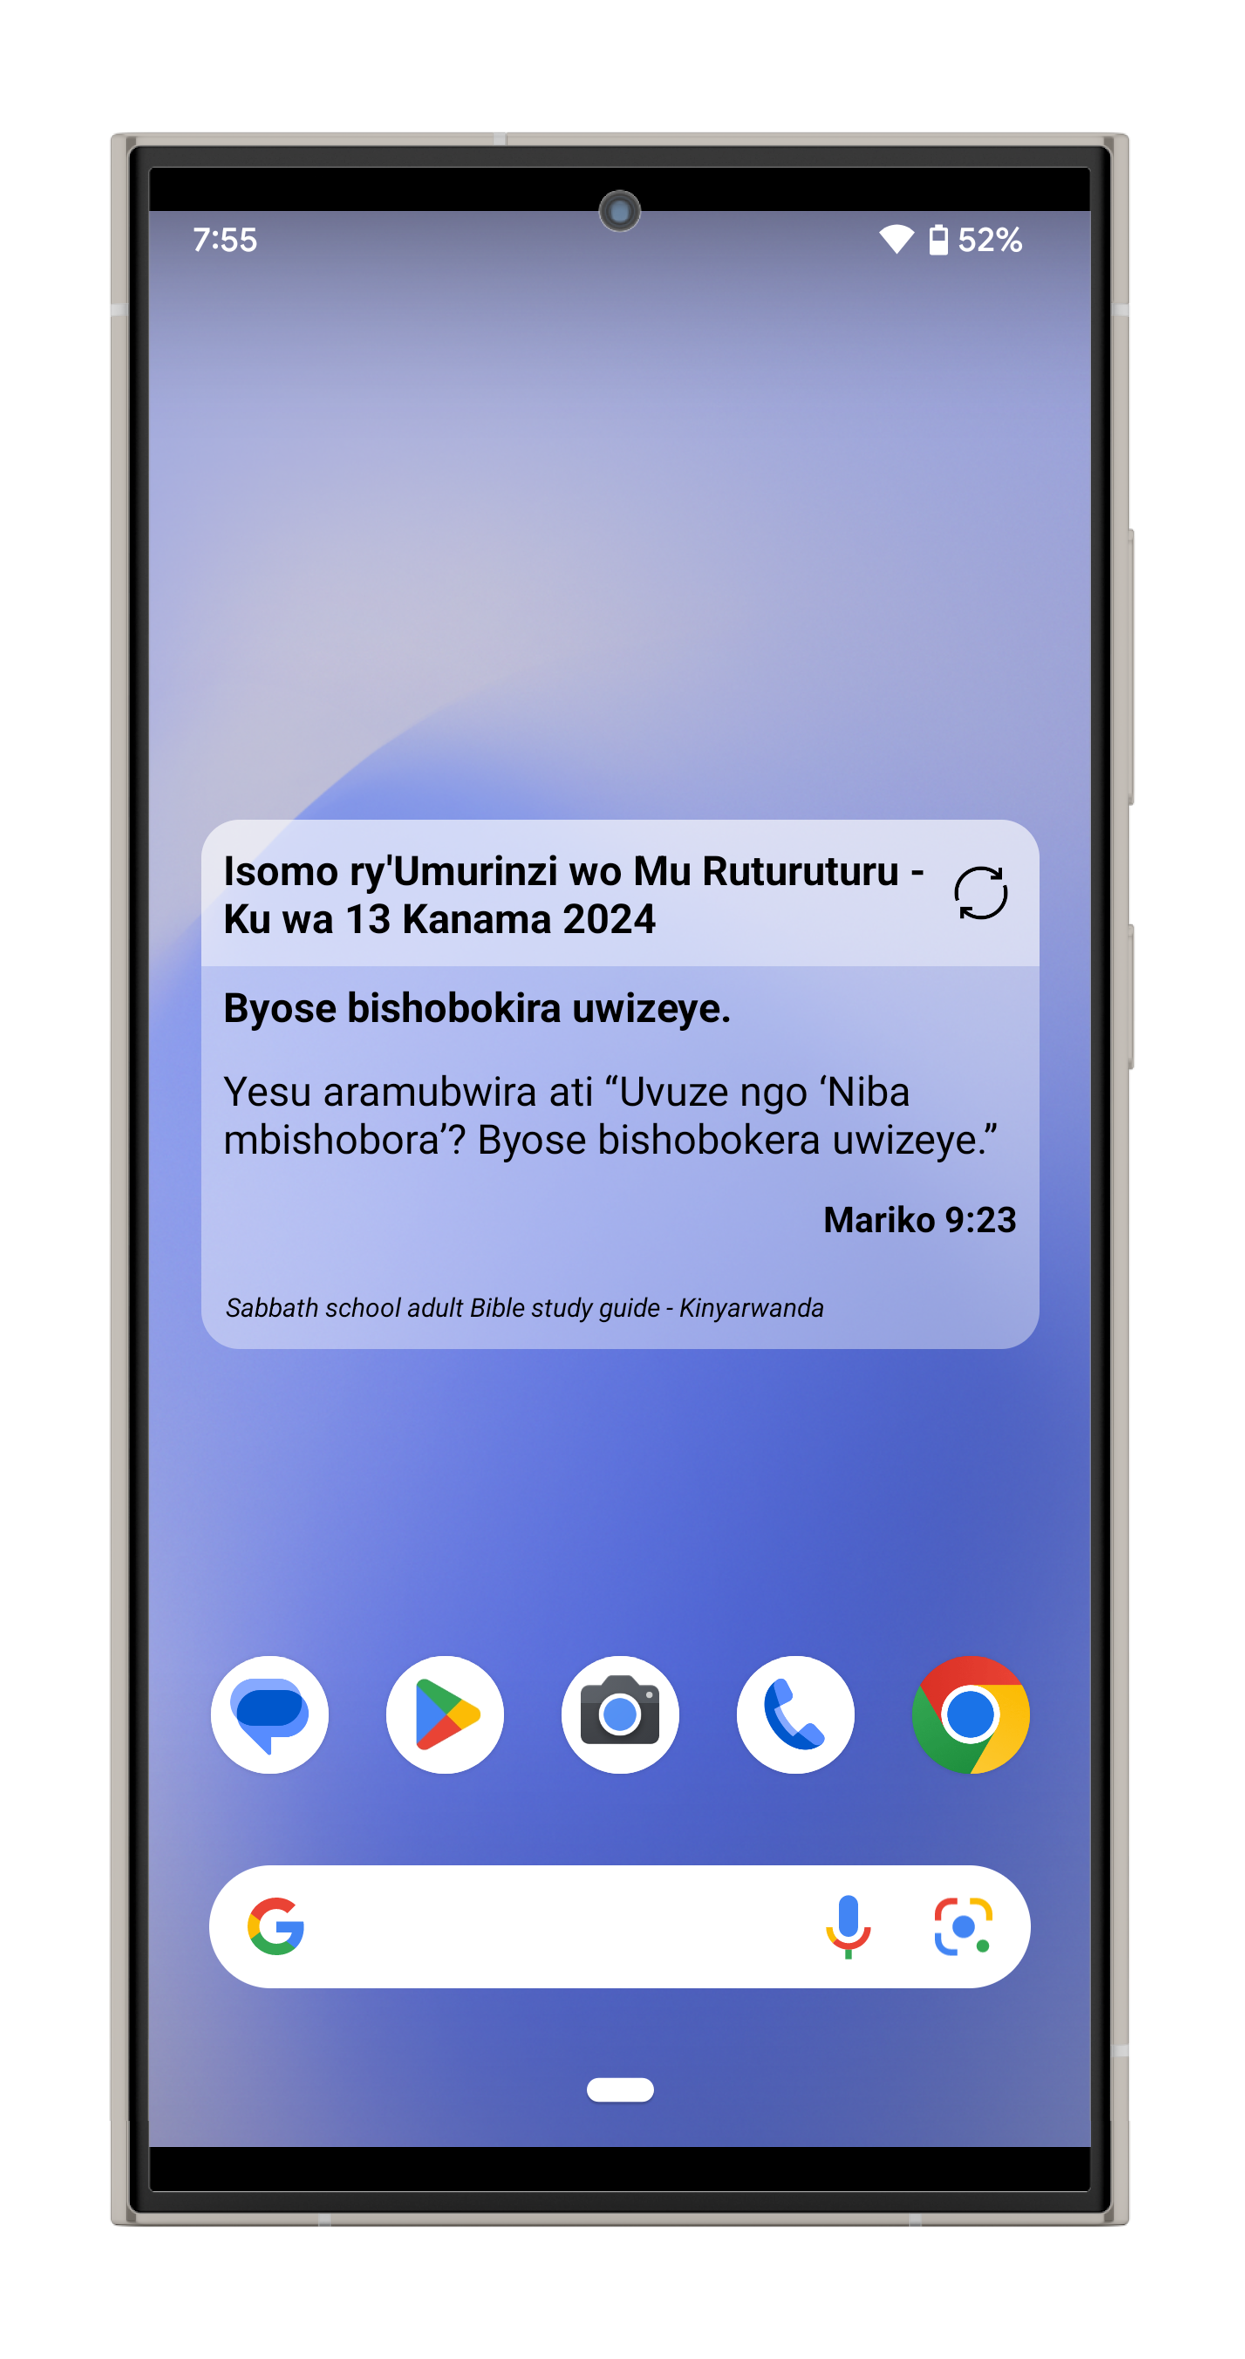 7:55
52%
Isomo ry'Umurinzi wo Mu Ruturuturu -
Ku wa 13 Kanama 2024
Byose bishobokira uwizeye.
Yesu aramubwira ati “Uvuze ngo ‘Niba
mbishobora’? Byose bishobokera uwizeye.”
Mariko 9:23
Sabbath school adult Bible study guide - Kinyarwanda